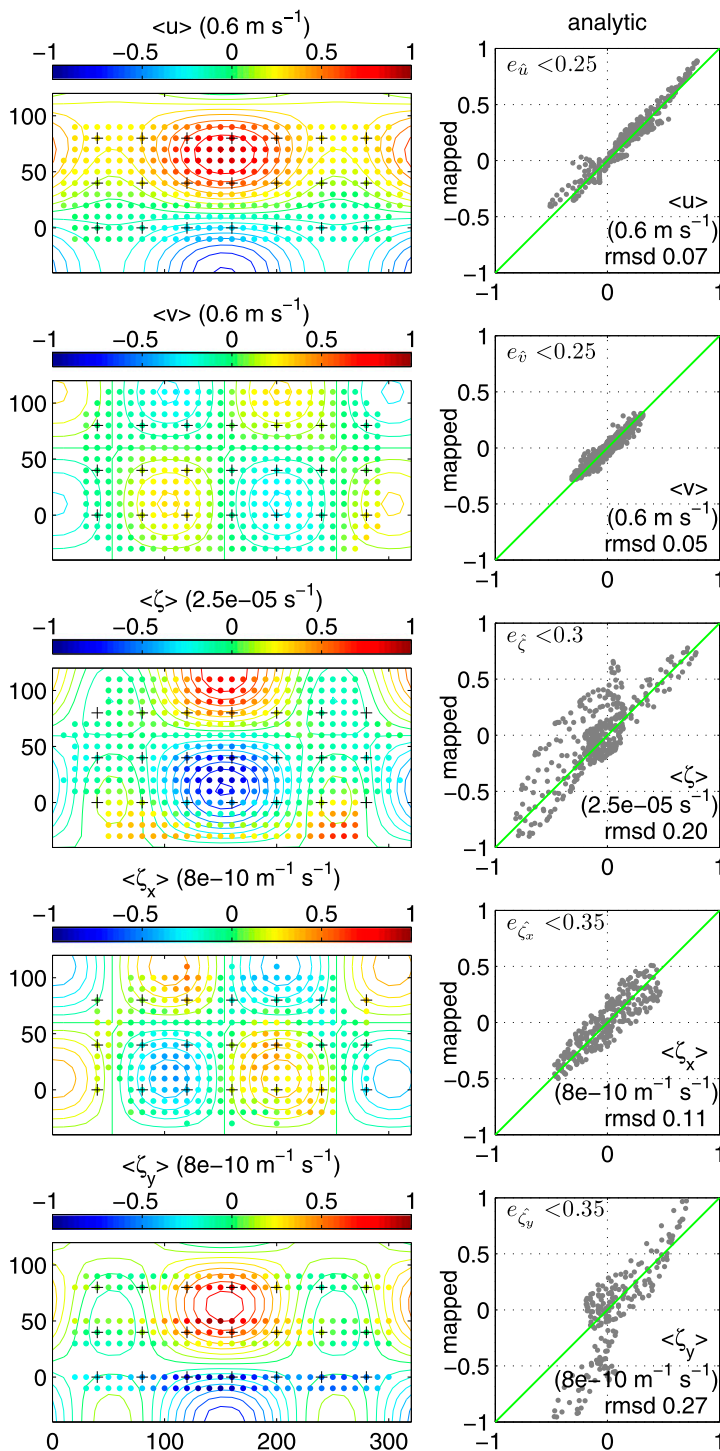 <u> (0.6 m s⁻¹)
−1 −0.5 0 0.5 1
100
50
0
analytic
1
0.5
0
−0.5
−1
mapped
e_û <0.25
<u>
(0.6 m s⁻¹)
rmsd 0.07
−1 0 1
<v> (0.6 m s⁻¹)
−1 −0.5 0 0.5 1
100
50
0
1
0.5
0
−0.5
−1
mapped
e_v̂ <0.25
<v>
(0.6 m s⁻¹)
rmsd 0.05
−1 0 1
<ζ> (2.5e−05 s⁻¹)
−1 −0.5 0 0.5 1
100
50
0
1
0.5
0
−0.5
−1
mapped
e_ζ̂ <0.3
<ζ>
(2.5e−05 s⁻¹)
rmsd 0.20
−1 0 1
<ζₓ> (8e−10 m⁻¹ s⁻¹)
−1 −0.5 0 0.5 1
100
50
0
1
0.5
0
−0.5
−1
mapped
e_ζ̂ₓ <0.35
<ζₓ>
(8e−10 m⁻¹ s⁻¹)
rmsd 0.11
−1 0 1
<ζ_y> (8e−10 m⁻¹ s⁻¹)
−1 −0.5 0 0.5 1
100
50
0
0 100 200 300
1
0.5
0
−0.5
−1
mapped
e_ζ̂_y <0.35
<ζ_y>
(8e−10 m⁻¹ s⁻¹)
rmsd 0.27
−1 0 1